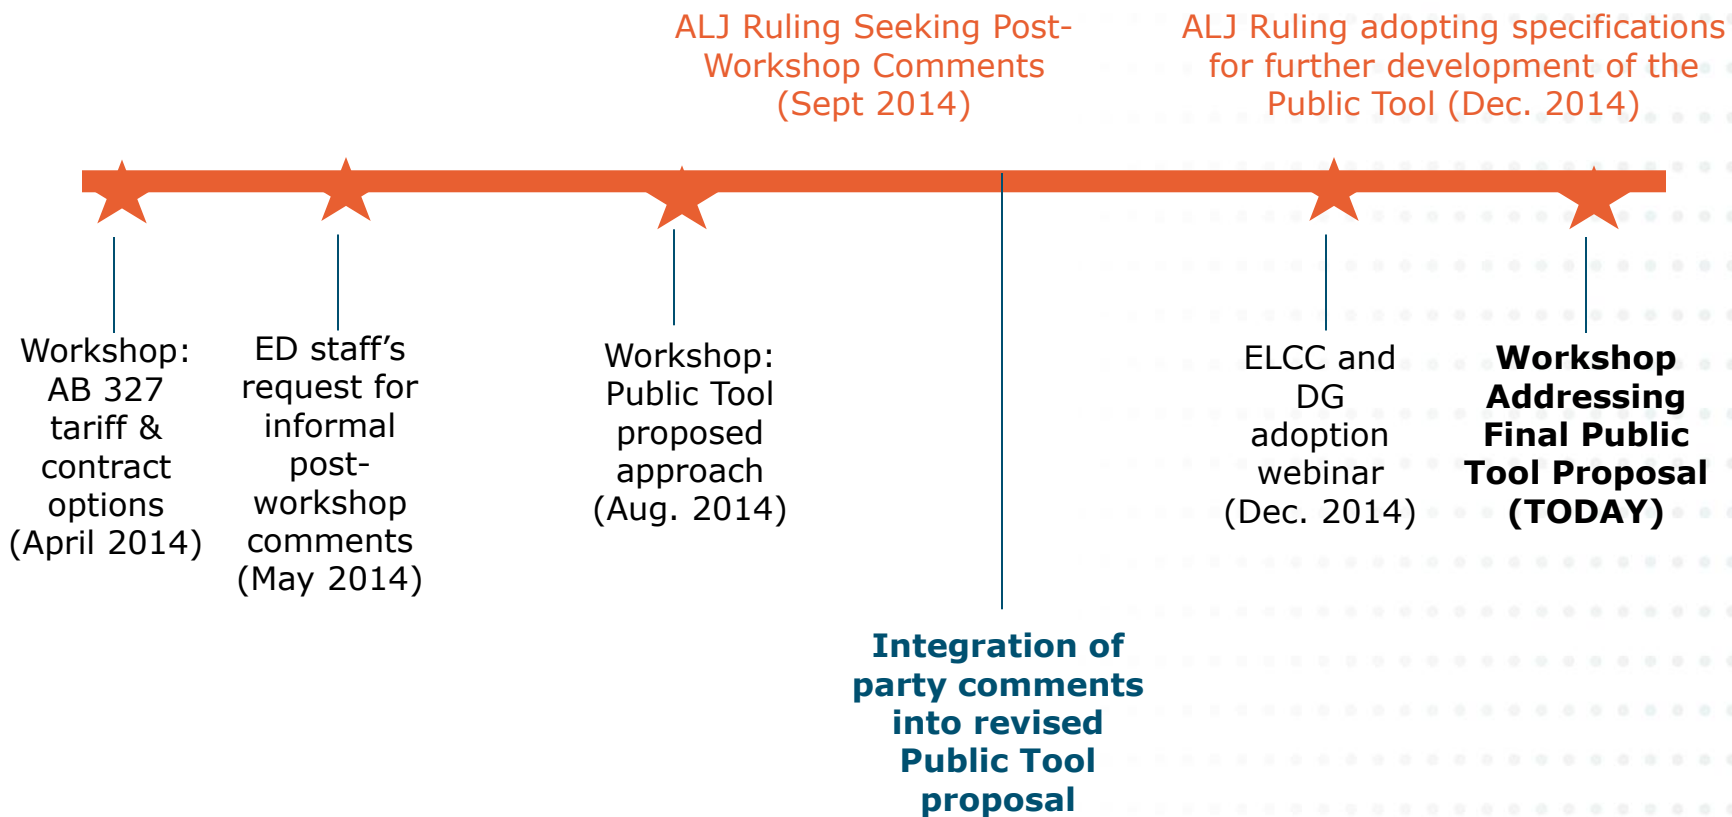 ALJ Ruling Seeking Post-
Workshop Comments
(Sept 2014)
ALJ Ruling adopting specifications
for further development of the
Public Tool (Dec. 2014)
Workshop:
AB 327
tariff &
contract
options
(April 2014)
ED staff’s
request for
informal
post-
workshop
comments
(May 2014)
Workshop:
Public Tool
proposed
approach
(Aug. 2014)
Integration of
party comments
into revised
Public Tool
proposal
ELCC and
DG
adoption
webinar
(Dec. 2014)
Workshop
Addressing
Final Public
Tool Proposal
(TODAY)